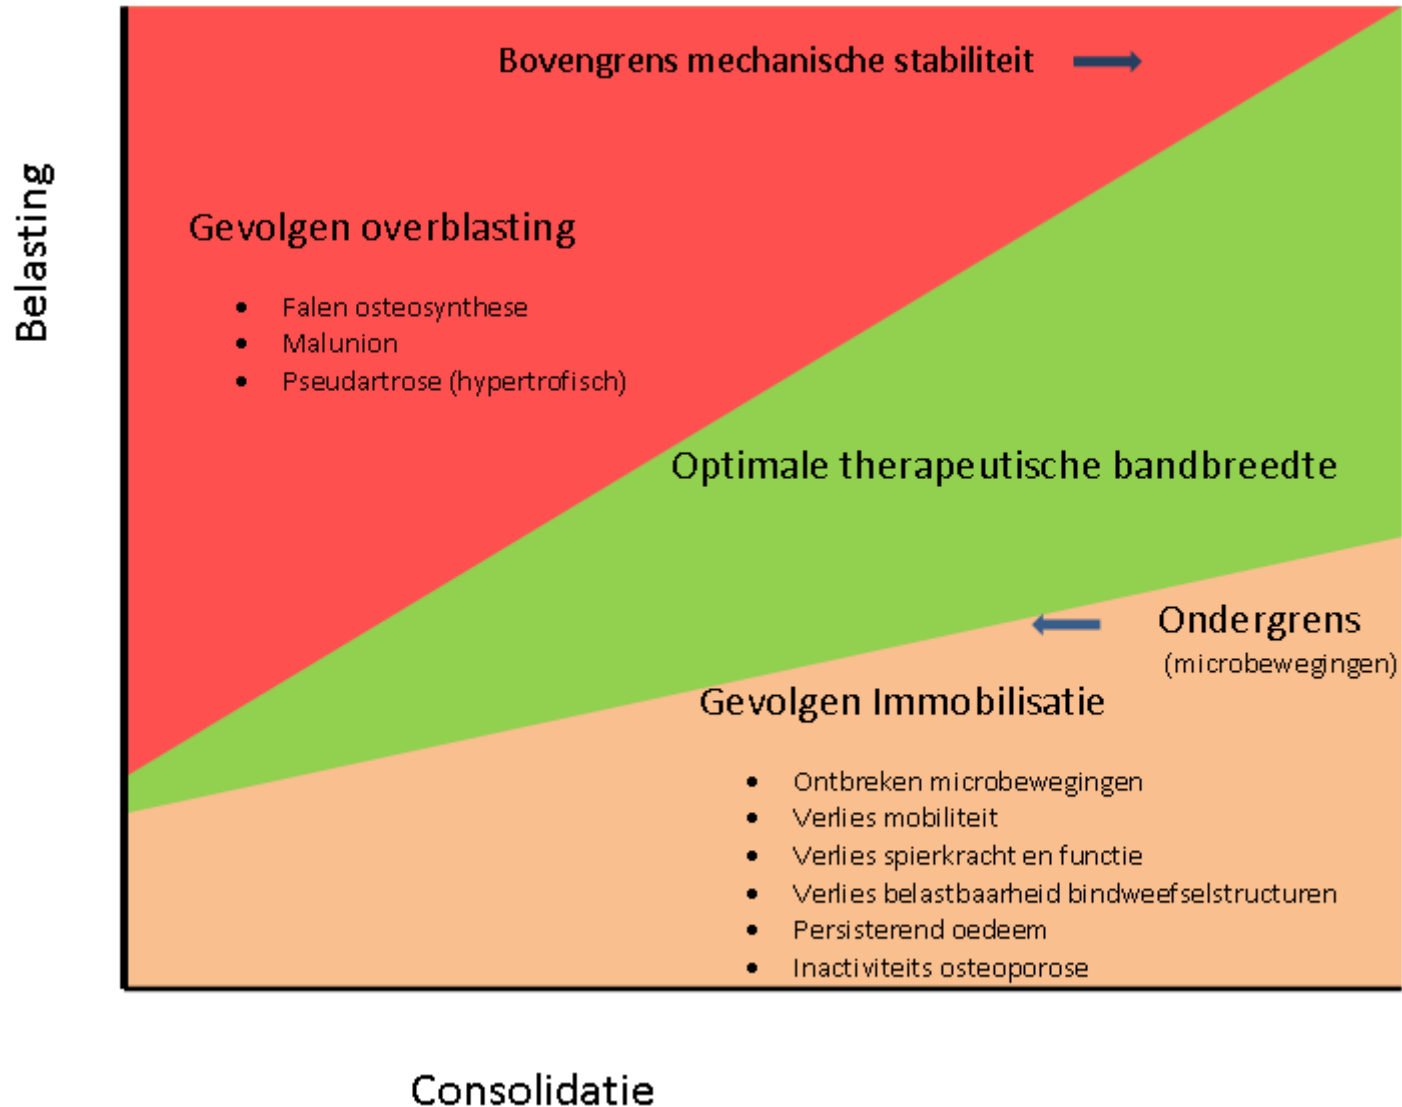 Bovengrens mechanische stabiliteit
Belasting
Gevolgen overblasting
• Falen osteosynthese
• Malunion
• Pseudartrose (hypertrofisch)
Optimale therapeutische bandbreedte
Ondergrens
(microbewegingen)
Gevolgen Immobilisatie
• Ontbreken microbewegingen
• Verlies mobiliteit
• Verlies spierkracht en functie
• Verlies belastbaarheid bindweefselstructuren
• Persisterend oedeem
• Inactiviteits osteoporose
Consolidatie